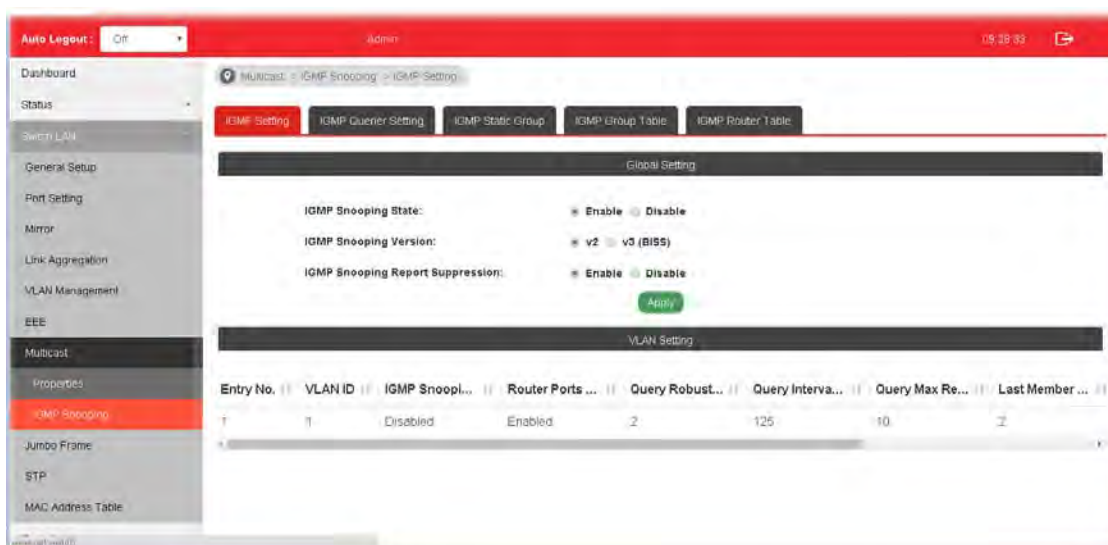 Auto Logout : Off
Admin
Dashboard
Status
Switch LAN
General Setup
Port Setting
Mirror
Link Aggregation
VLAN Management
EEE
Multicast
Properties
IGMP Snooping
Jumbo Frame
STP
MAC Address Table
Multicast > IGMP Snooping > IGMP Setting
IGMP Setting IGMP Querier Setting IGMP Static Group IGMP Group Table IGMP Router Table
Global Setting
IGMP Snooping State: Enable Disable
IGMP Snooping Version: v2 v3 (BISS)
IGMP Snooping Report Suppression: Enable Disable
Apply
VLAN Setting
Entry No. VLAN ID IGMP Snoopi... Router Ports ... Query Robust... Query Interva... Query Max Re... Last Member ...
1 1 Disabled Enabled 2 125 10 2